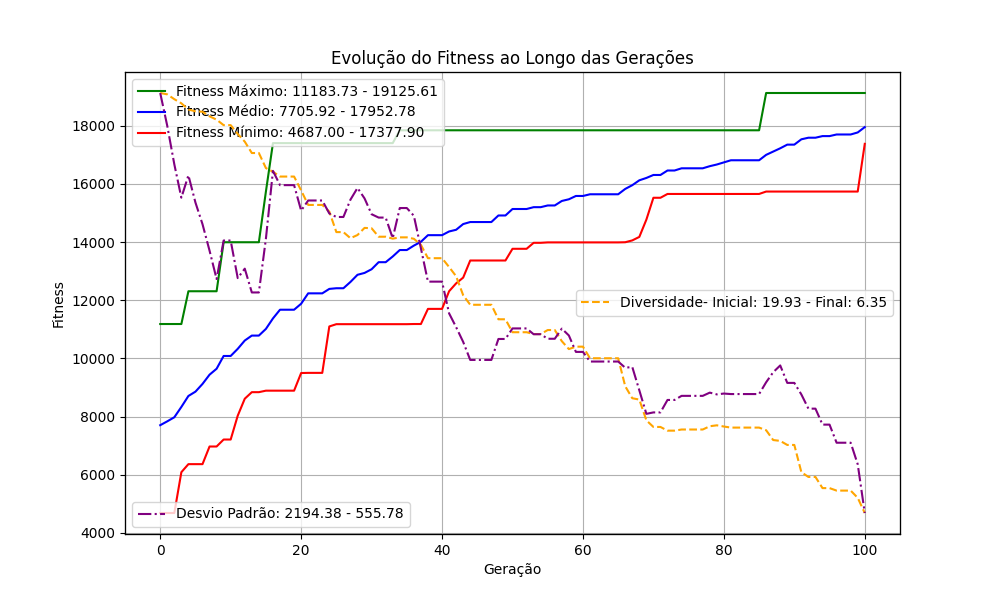 Evolução do Fitness ao Longo das Gerações
Fitness Máximo: 11183.73 - 19125.61
Fitness Médio: 7705.92 - 17952.78
Fitness Mínimo: 4687.00 - 17377.90
Diversidade- Inicial: 19.93 - Final: 6.35
Desvio Padrão: 2194.38 - 555.78
Fitness
18000
16000
14000
12000
10000
8000
6000
4000
0 20 40 60 80 100
Geração